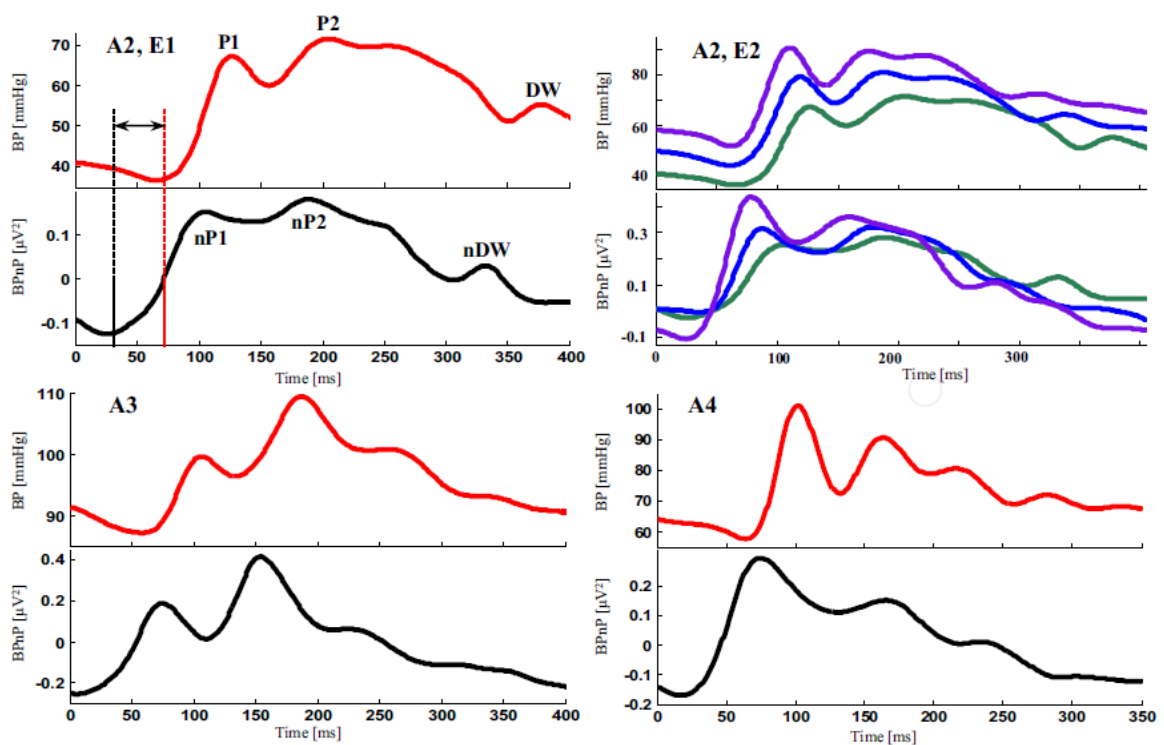 A2, E1
P1
P2
DW
BP [mmHg]
70
60
50
40
nP1
nP2
nDW
BPnP [µV²]
0.1
0
-0.1
0 50 100 150 200 250 300 350 400
Time [ms]
A2, E2
BP [mmHg]
80
60
40
BPnP [µV²]
0.3
0.1
-0.1
0 100 200 300
Time [ms]
A3
BP [mmHg]
110
100
90
BPnP [µV²]
0.4
0.2
0
-0.2
0 50 100 150 200 250 300 350 400
Time [ms]
A4
BP [mmHg]
100
90
80
70
60
BPnP [µV²]
0.2
0.1
0
-0.1
-0.2
0 50 100 150 200 250 300 350
Time [ms]